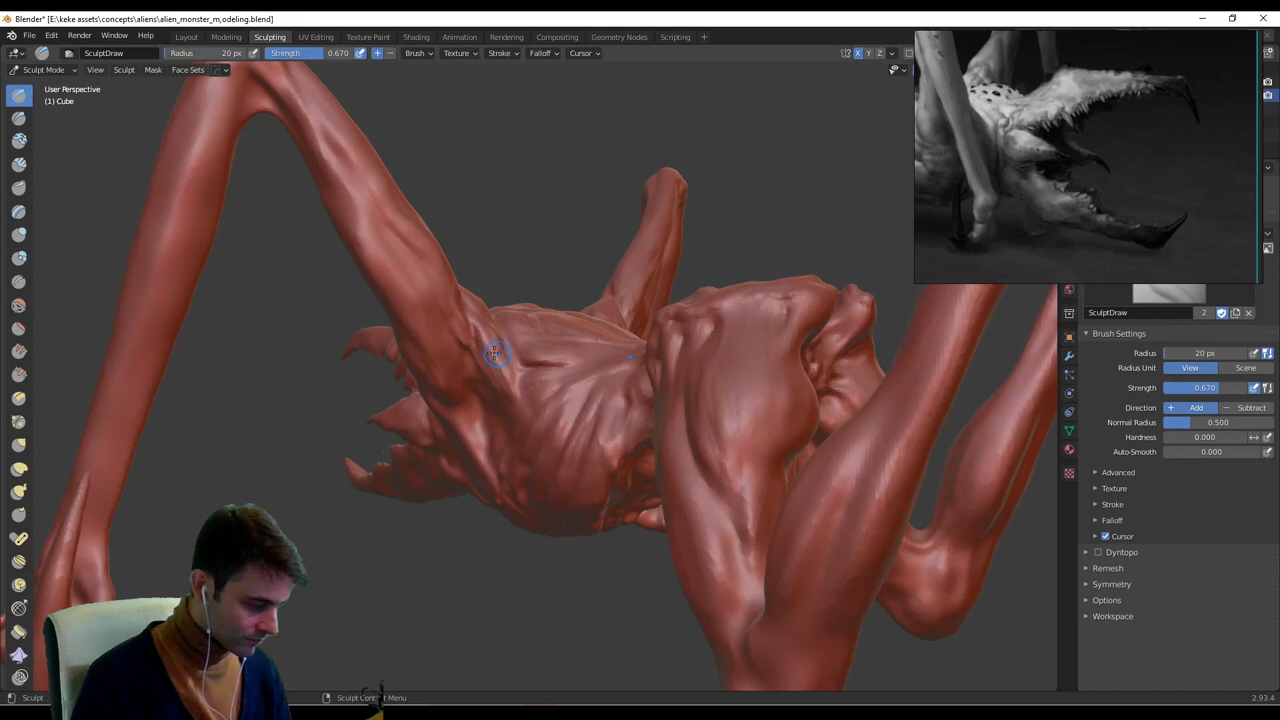 Blender* [E:\keke assets\concepts\aliens\alien_monster_m,odeling.blend]
File Edit Render Window Help Layout Modeling Sculpting UV Editing Texture Paint Shading Animation Rendering Compositing Geometry Nodes Scripting +
SculptDraw Radius 20 px Strength 0.670 + − Brush Texture Stroke Falloff Cursor X Y Z
Sculpt Mode View Sculpt Mask Face Sets
User Perspective
(1) Cube
SculptDraw 2
Brush Settings
Radius 20 px
Radius Unit View Scene
Strength 0.670
Direction + Add − Subtract
Normal Radius 0.500
Hardness 0.000
Auto-Smooth 0.000
Advanced
Texture
Stroke
Falloff
Cursor
Dyntopo
Remesh
Symmetry
Options
Workspace
Sculpt Sculpt Context Menu 2.93.4